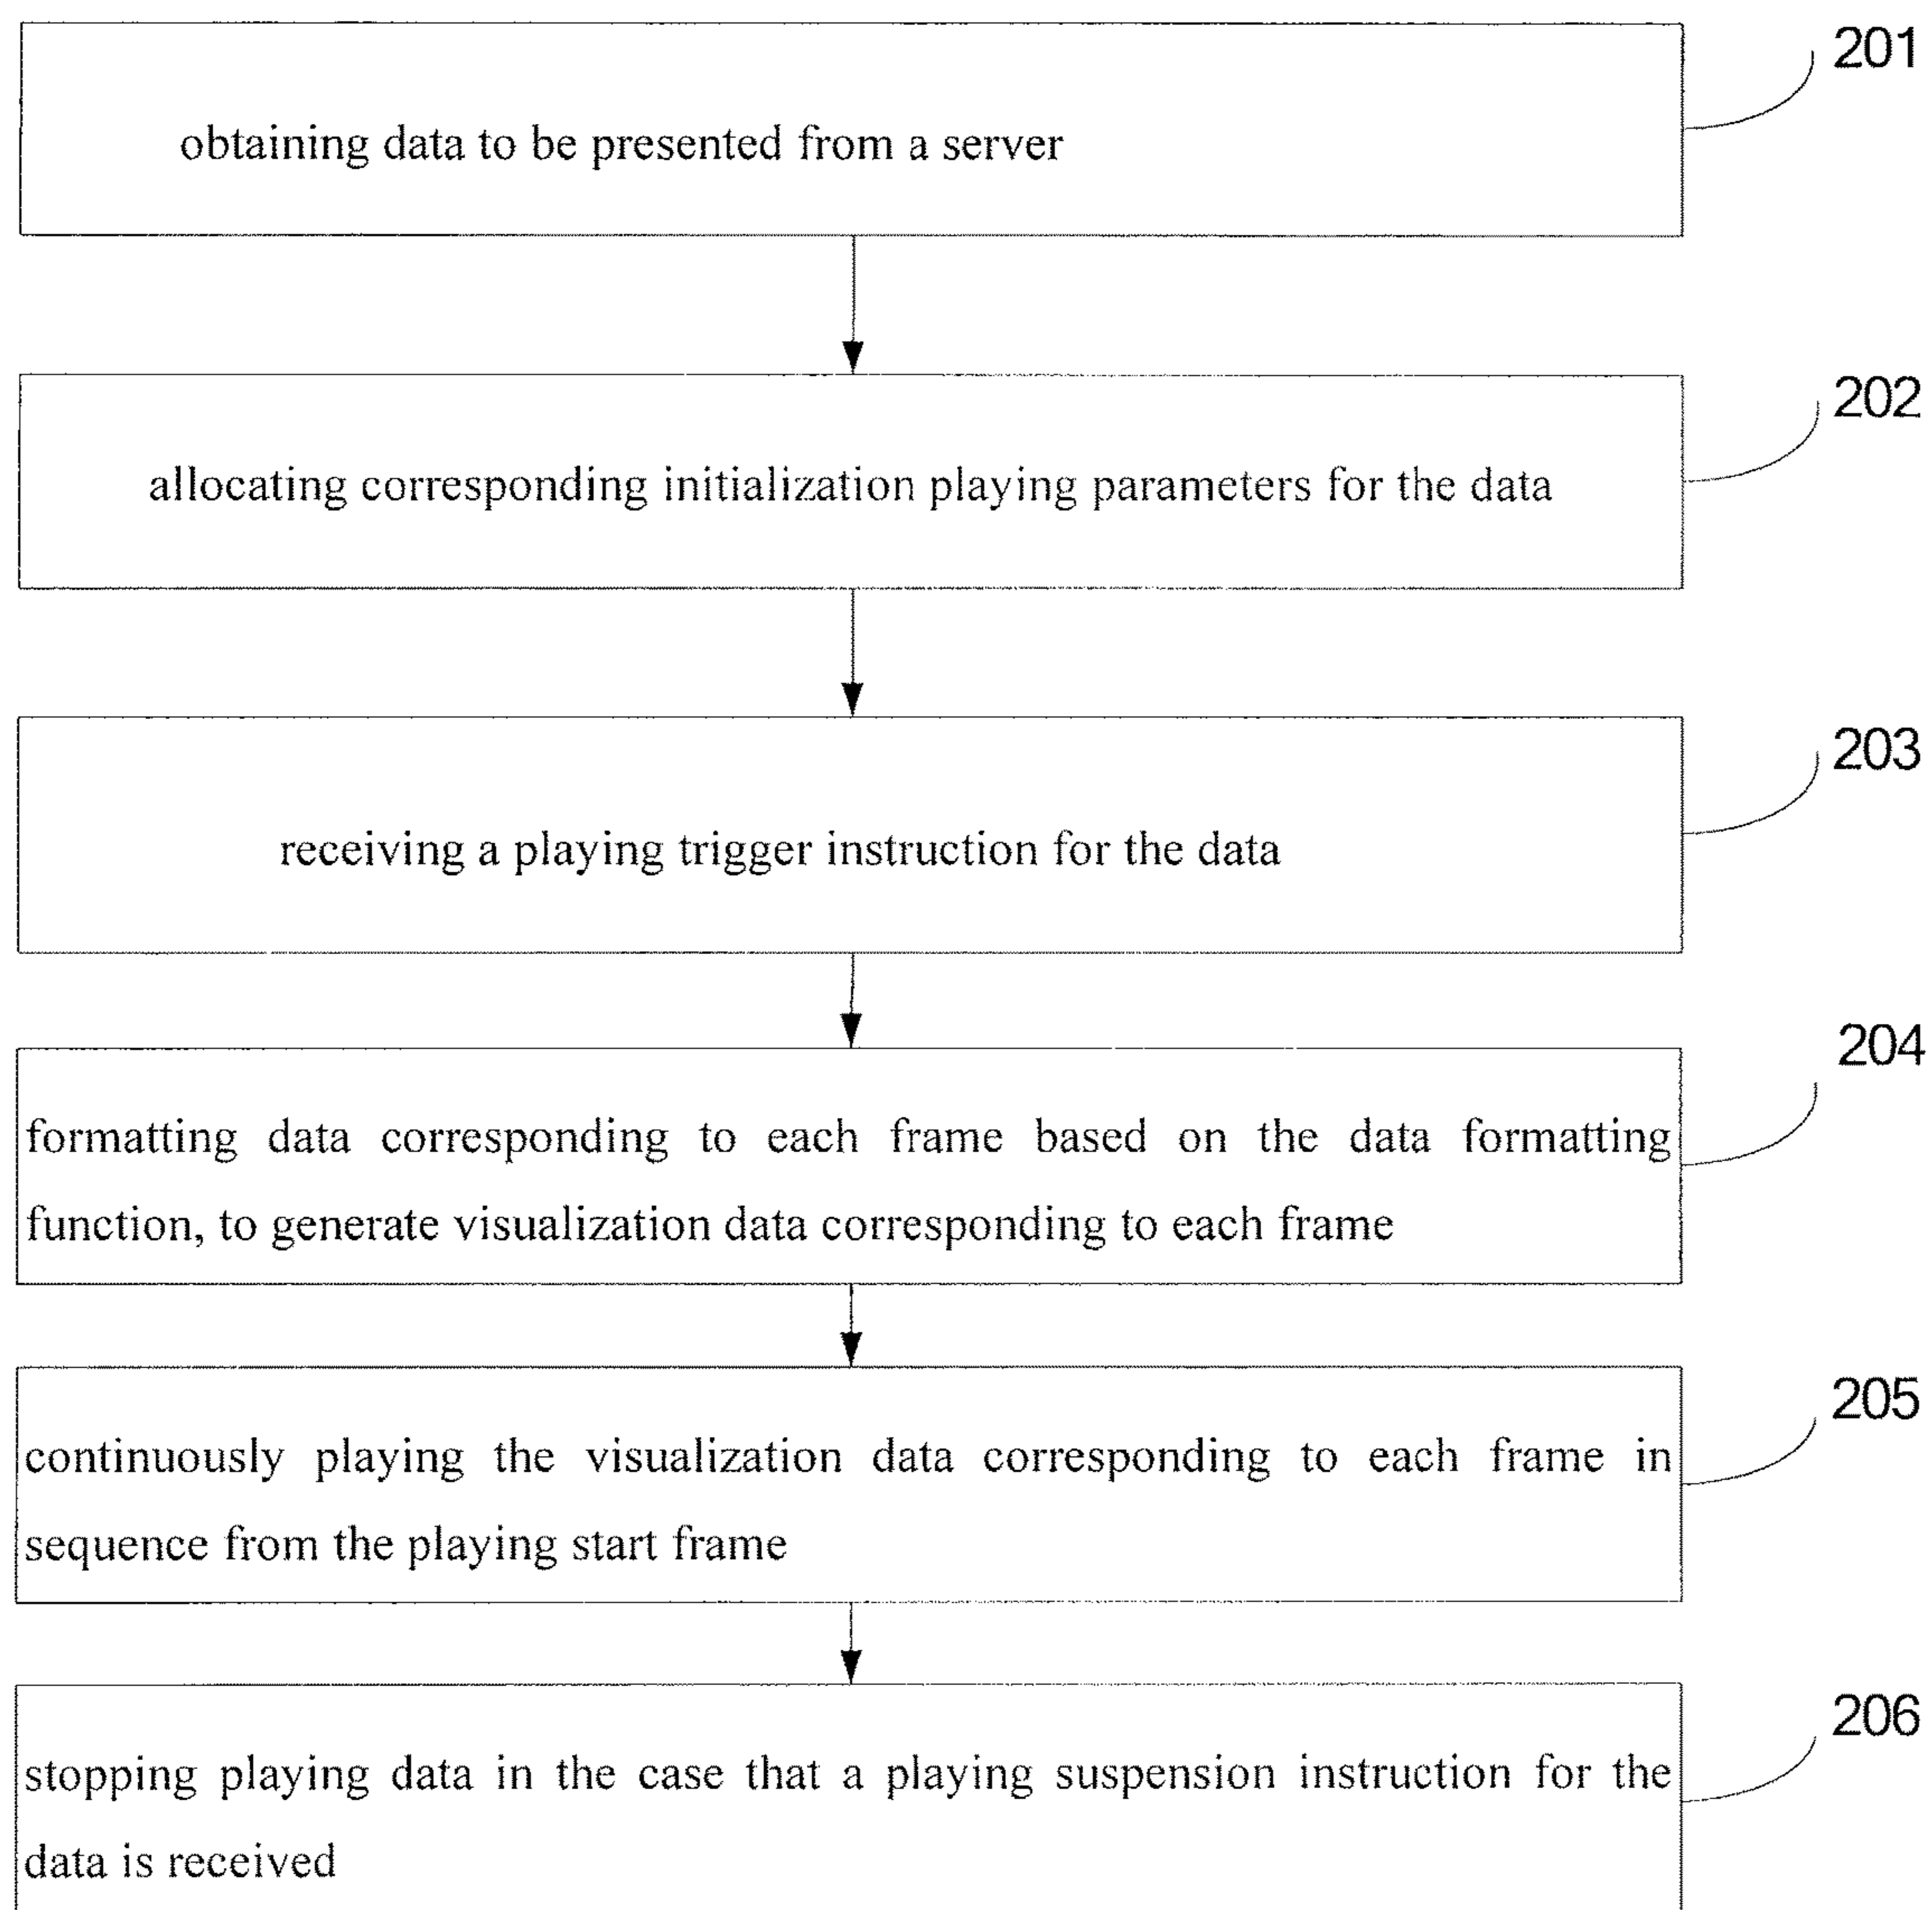 201
obtaining data to be presented from a server
202
allocating corresponding initialization playing parameters for the data
203
receiving a playing trigger instruction for the data
204
formatting data corresponding to each frame based on the data formatting
function, to generate visualization data corresponding to each frame
205
continuously playing the visualization data corresponding to each frame in
sequence from the playing start frame
206
stopping playing data in the case that a playing suspension instruction for the
data is received